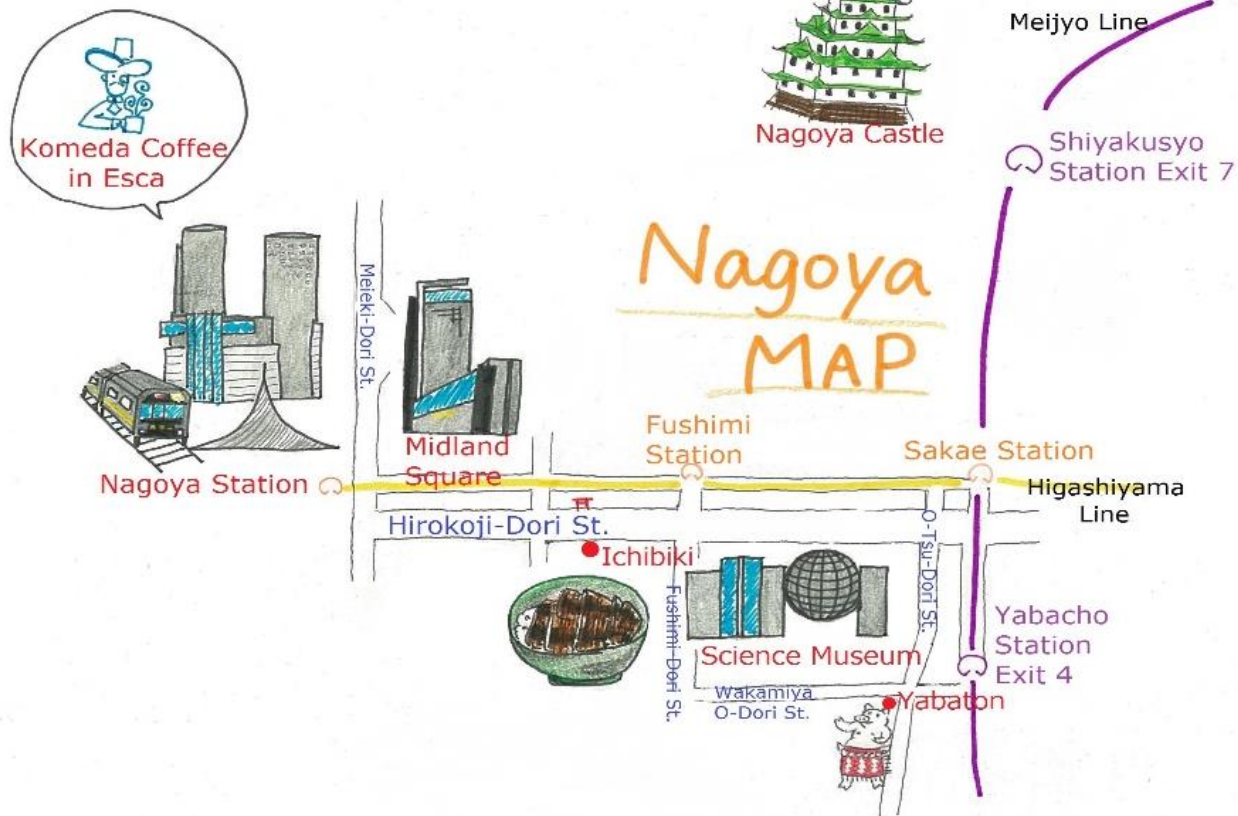 Meijyo Line
Komeda Coffee
in Esca
Nagoya Castle
Shiyakusyo
Station Exit 7
Nagoya
MAP
Meieki-Dori St.
Midland
Square
Fushimi
Station
Sakae Station
Nagoya Station
Higashiyama
Line
Hirokoji-Dori St.
Ichibiki
O-Tsu-Dori St.
Fushimi-Dori St.
Science Museum
Yabacho
Station
Exit 4
Wakamiya
O-Dori St.
Yabaton